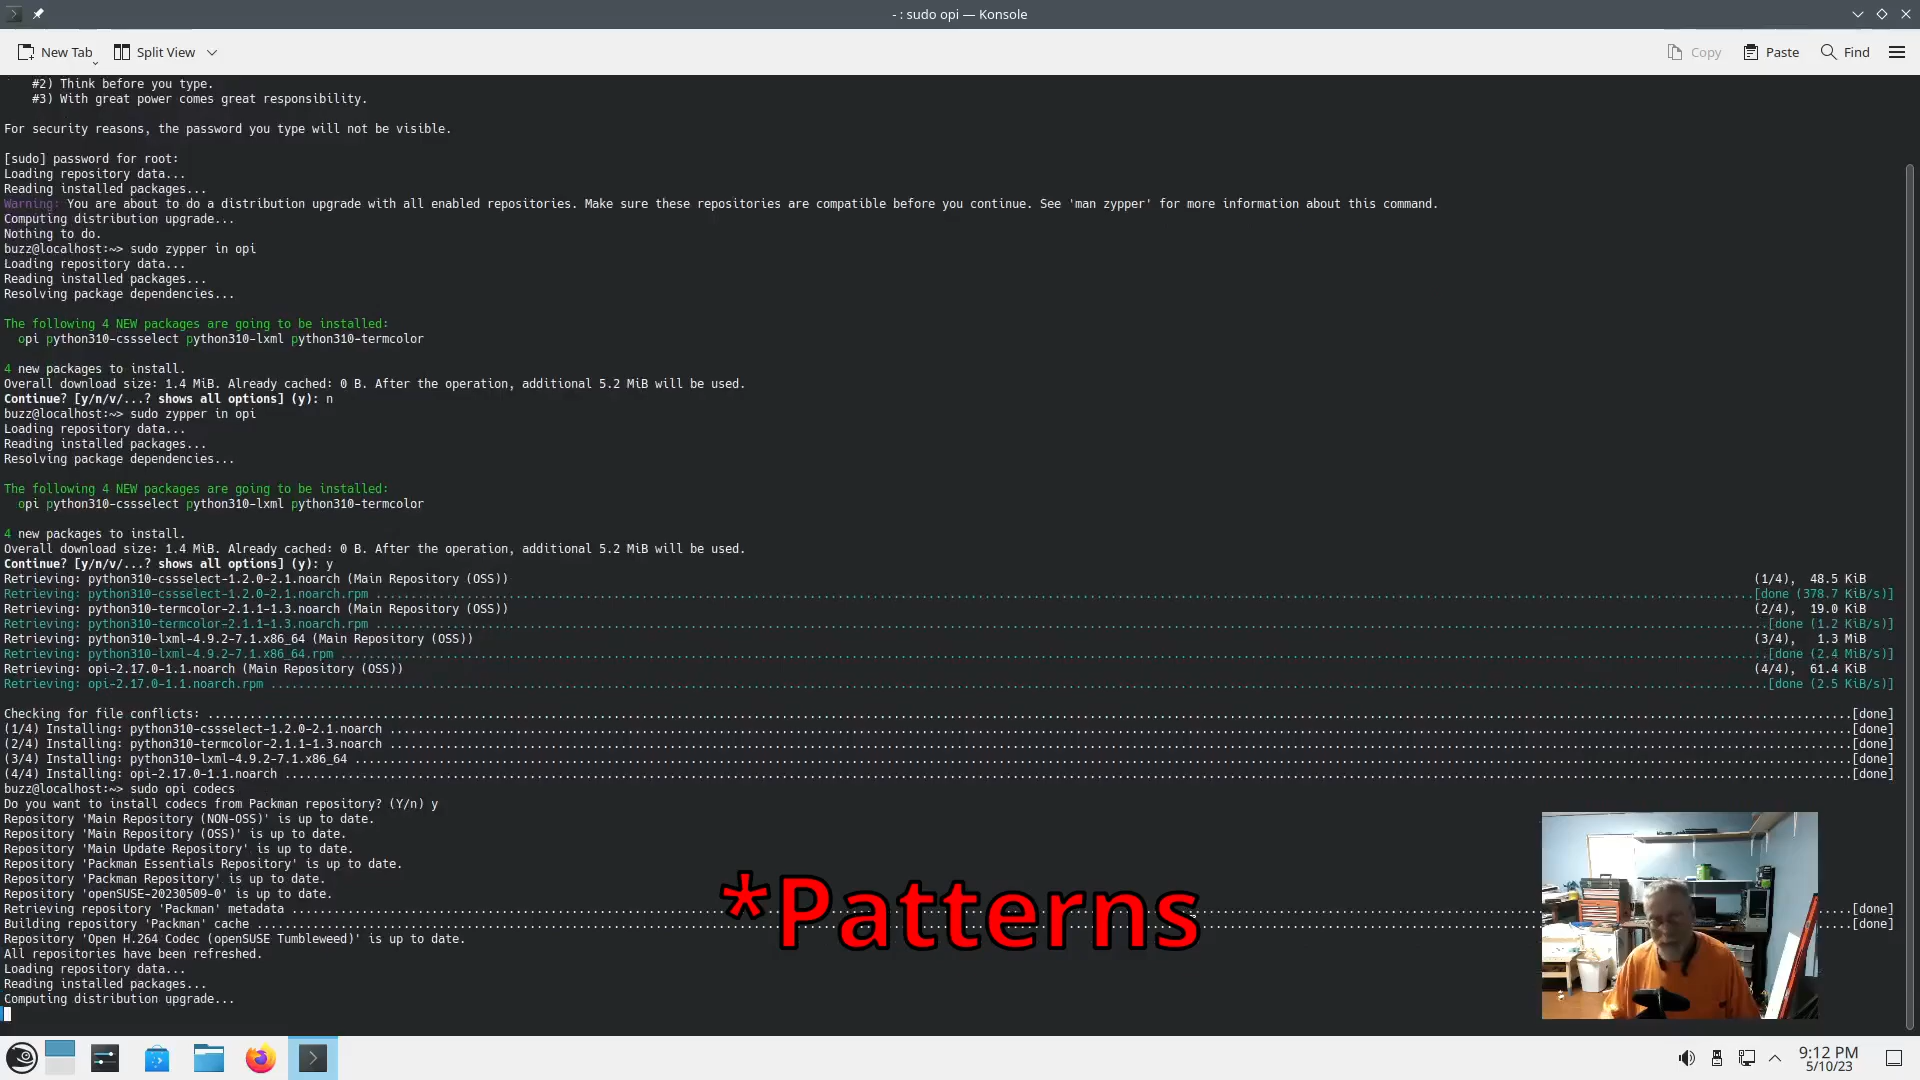 - : sudo opi — Konsole
New Tab
Split View
Copy
Paste
Find
#2) Think before you type.
#3) With great power comes great responsibility.
For security reasons, the password you type will not be visible.
[sudo] password for root:
Loading repository data...
Reading installed packages...
Warning: You are about to do a distribution upgrade with all enabled repositories. Make sure these repositories are compatible before you continue. See 'man zypper' for more information about this command.
Computing distribution upgrade...
Nothing to do.
buzz@localhost:~> sudo zypper in opi
Loading repository data...
Reading installed packages...
Resolving package dependencies...
The following 4 NEW packages are going to be installed:
opi python310-cssselect python310-lxml python310-termcolor
4 new packages to install.
Overall download size: 1.4 MiB. Already cached: 0 B. After the operation, additional 5.2 MiB will be used.
Continue? [y/n/v/...? shows all options] (y): n
buzz@localhost:~> sudo zypper in opi
Loading repository data...
Reading installed packages...
Resolving package dependencies...
The following 4 NEW packages are going to be installed:
opi python310-cssselect python310-lxml python310-termcolor
4 new packages to install.
Overall download size: 1.4 MiB. Already cached: 0 B. After the operation, additional 5.2 MiB will be used.
Continue? [y/n/v/...? shows all options] (y): y
Retrieving: python310-cssselect-1.2.0-2.1.noarch (Main Repository (OSS)) (1/4), 48.5 KiB
Retrieving: python310-cssselect-1.2.0-2.1.noarch.rpm ...[done (378.7 KiB/s)]
Retrieving: python310-termcolor-2.1.1-1.3.noarch (Main Repository (OSS)) (2/4), 19.0 KiB
Retrieving: python310-termcolor-2.1.1-1.3.noarch.rpm ...[done (1.2 KiB/s)]
Retrieving: python310-lxml-4.9.2-7.1.x86_64 (Main Repository (OSS)) (3/4), 1.3 MiB
Retrieving: python310-lxml-4.9.2-7.1.x86_64.rpm ...[done (2.4 MiB/s)]
Retrieving: opi-2.17.0-1.1.noarch (Main Repository (OSS)) (4/4), 61.4 KiB
Retrieving: opi-2.17.0-1.1.noarch.rpm ...[done (2.5 KiB/s)]
Checking for file conflicts: ...[done]
(1/4) Installing: python310-cssselect-1.2.0-2.1.noarch ...[done]
(2/4) Installing: python310-termcolor-2.1.1-1.3.noarch ...[done]
(3/4) Installing: python310-lxml-4.9.2-7.1.x86_64 ...[done]
(4/4) Installing: opi-2.17.0-1.1.noarch ...[done]
buzz@localhost:~> sudo opi codecs
Do you want to install codecs from Packman repository? (Y/n) y
Repository 'Main Repository (NON-OSS)' is up to date.
Repository 'Main Repository (OSS)' is up to date.
Repository 'Main Update Repository' is up to date.
Repository 'Packman Essentials Repository' is up to date.
Repository 'Packman Repository' is up to date.
Repository 'openSUSE-20230509-0' is up to date.
Retrieving repository 'Packman' metadata ...[done]
Building repository 'Packman' cache ...[done]
Repository 'Open H.264 Codec (openSUSE Tumbleweed)' is up to date.
All repositories have been refreshed.
Loading repository data...
Reading installed packages...
Computing distribution upgrade...
*Patterns
9:12 PM
5/10/23